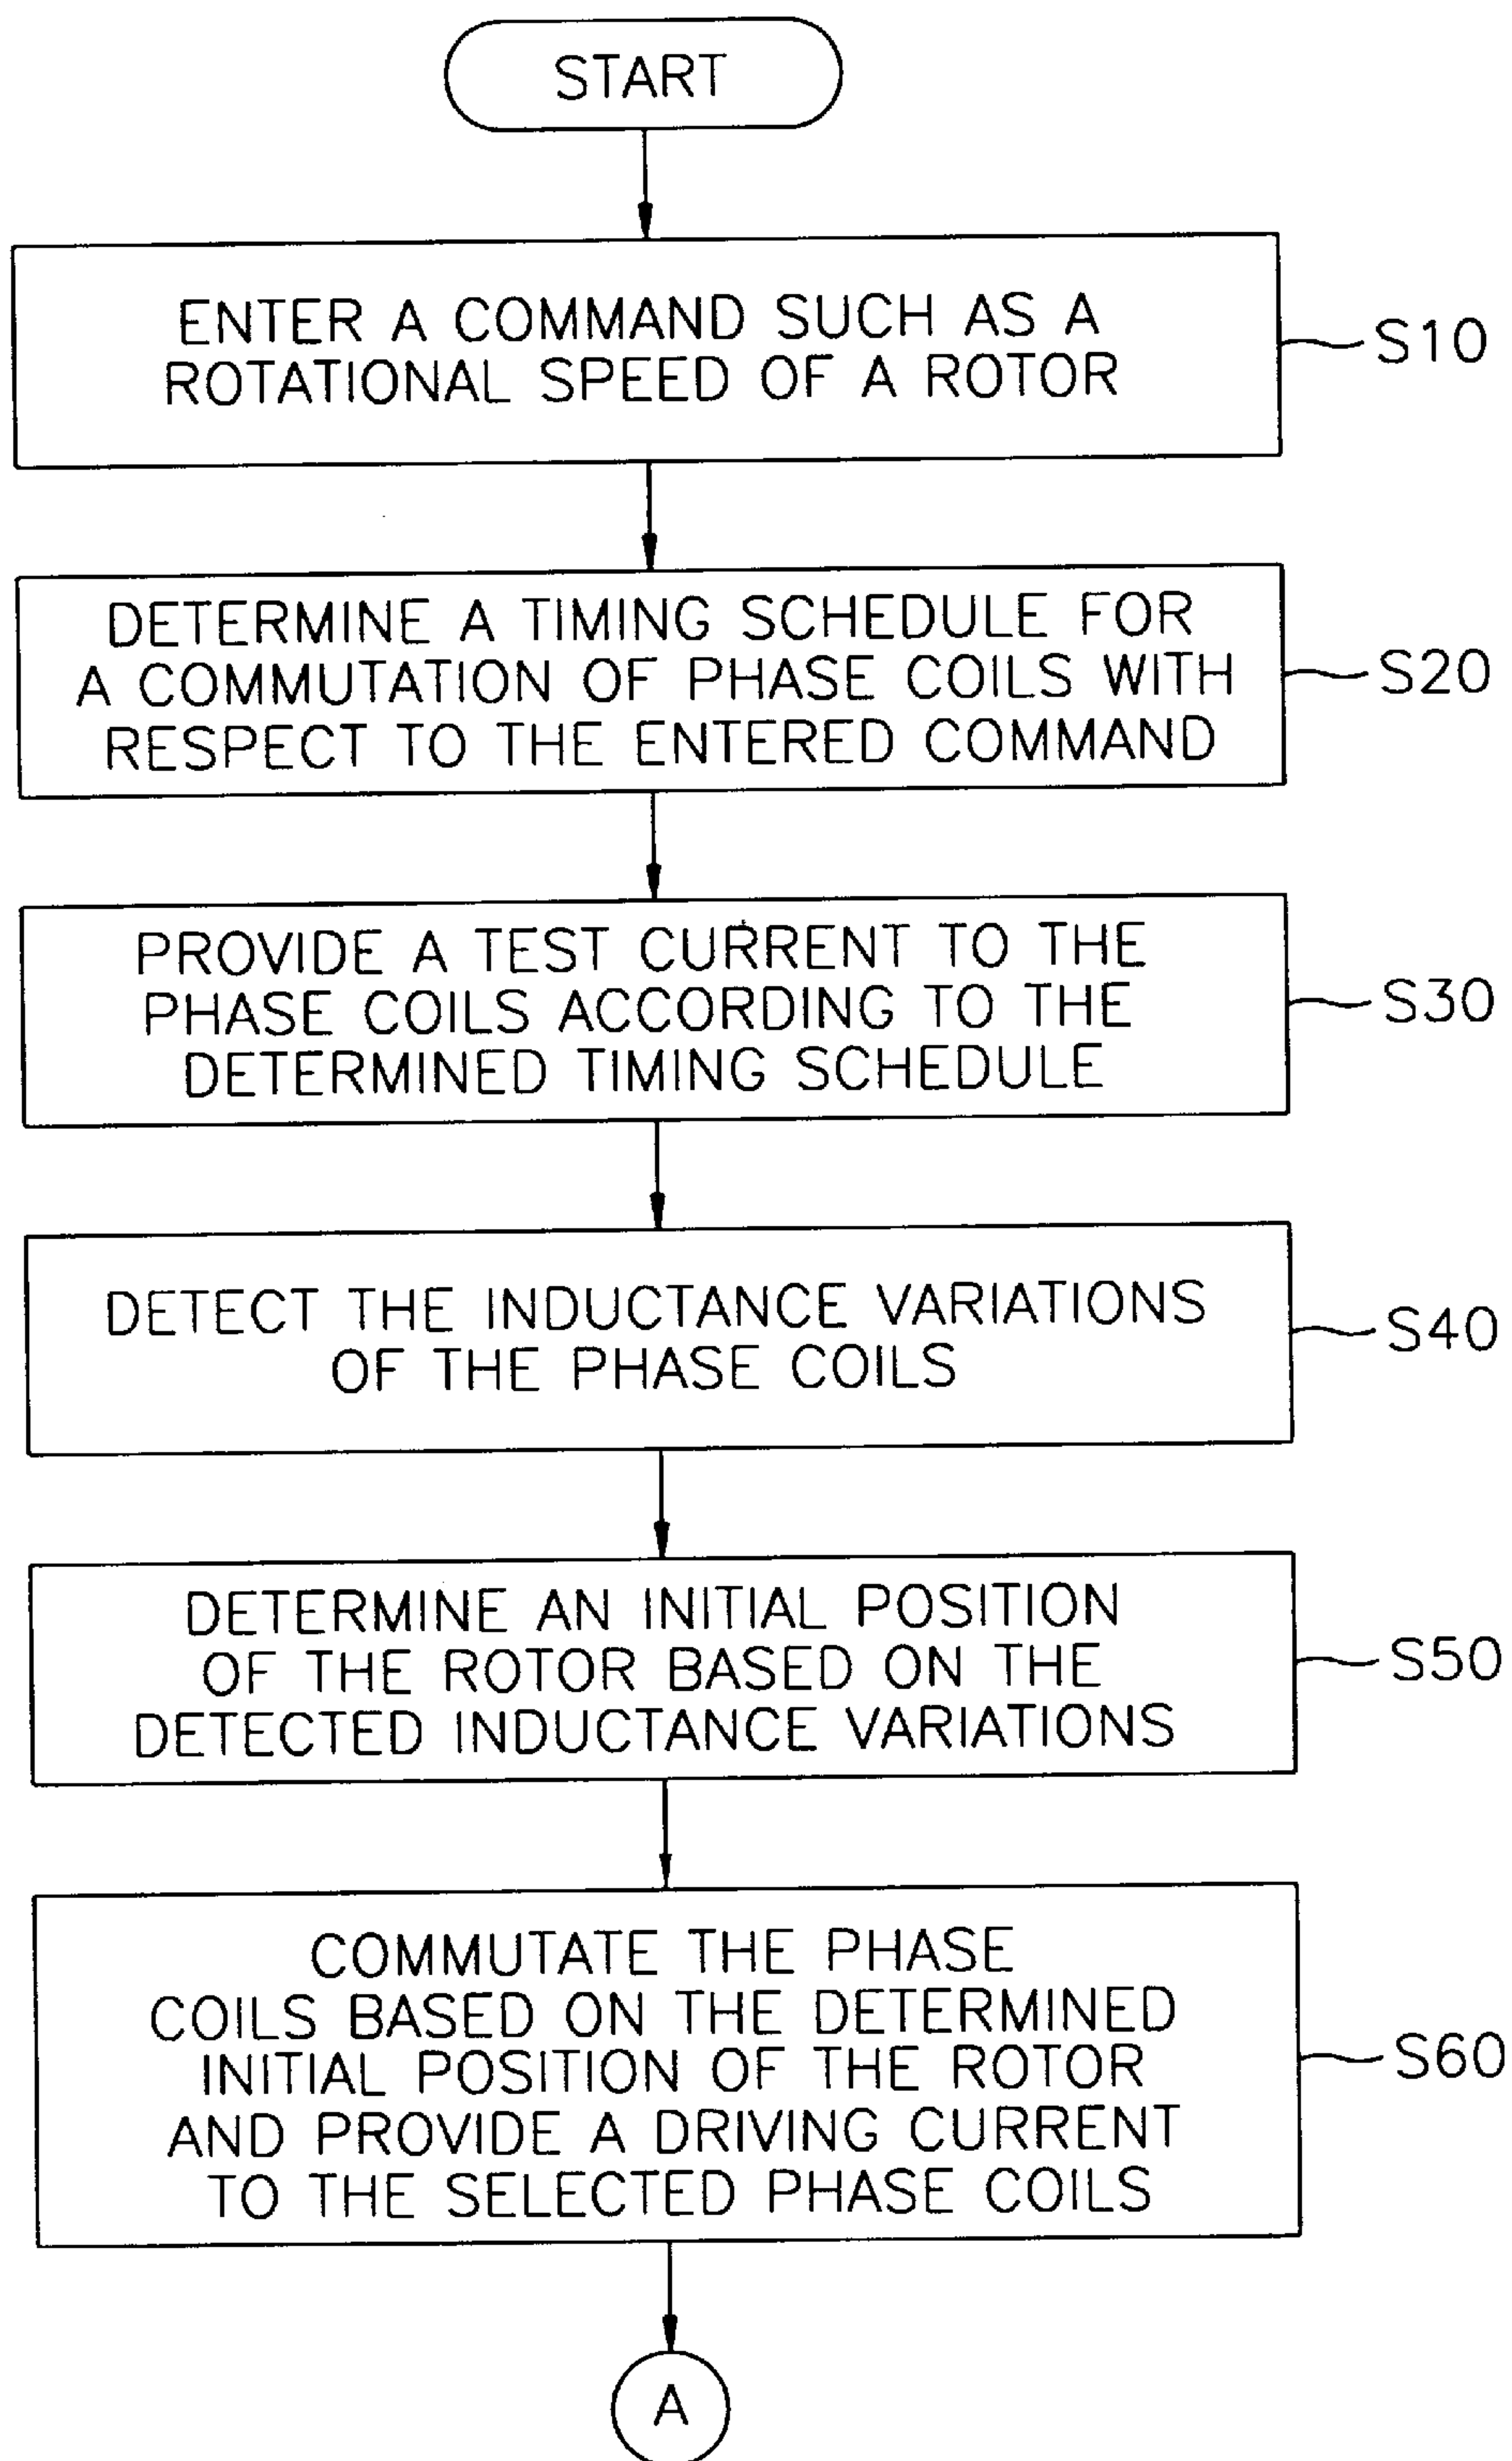 START
ENTER A COMMAND SUCH AS A
ROTATIONAL SPEED OF A ROTOR
S10
DETERMINE A TIMING SCHEDULE FOR
A COMMUTATION OF PHASE COILS WITH
RESPECT TO THE ENTERED COMMAND
S20
PROVIDE A TEST CURRENT TO THE
PHASE COILS ACCORDING TO THE
DETERMINED TIMING SCHEDULE
S30
DETECT THE INDUCTANCE VARIATIONS
OF THE PHASE COILS
S40
DETERMINE AN INITIAL POSITION
OF THE ROTOR BASED ON THE
DETECTED INDUCTANCE VARIATIONS
S50
COMMUTATE THE PHASE
COILS BASED ON THE DETERMINED
INITIAL POSITION OF THE ROTOR
AND PROVIDE A DRIVING CURRENT
TO THE SELECTED PHASE COILS
S60
A